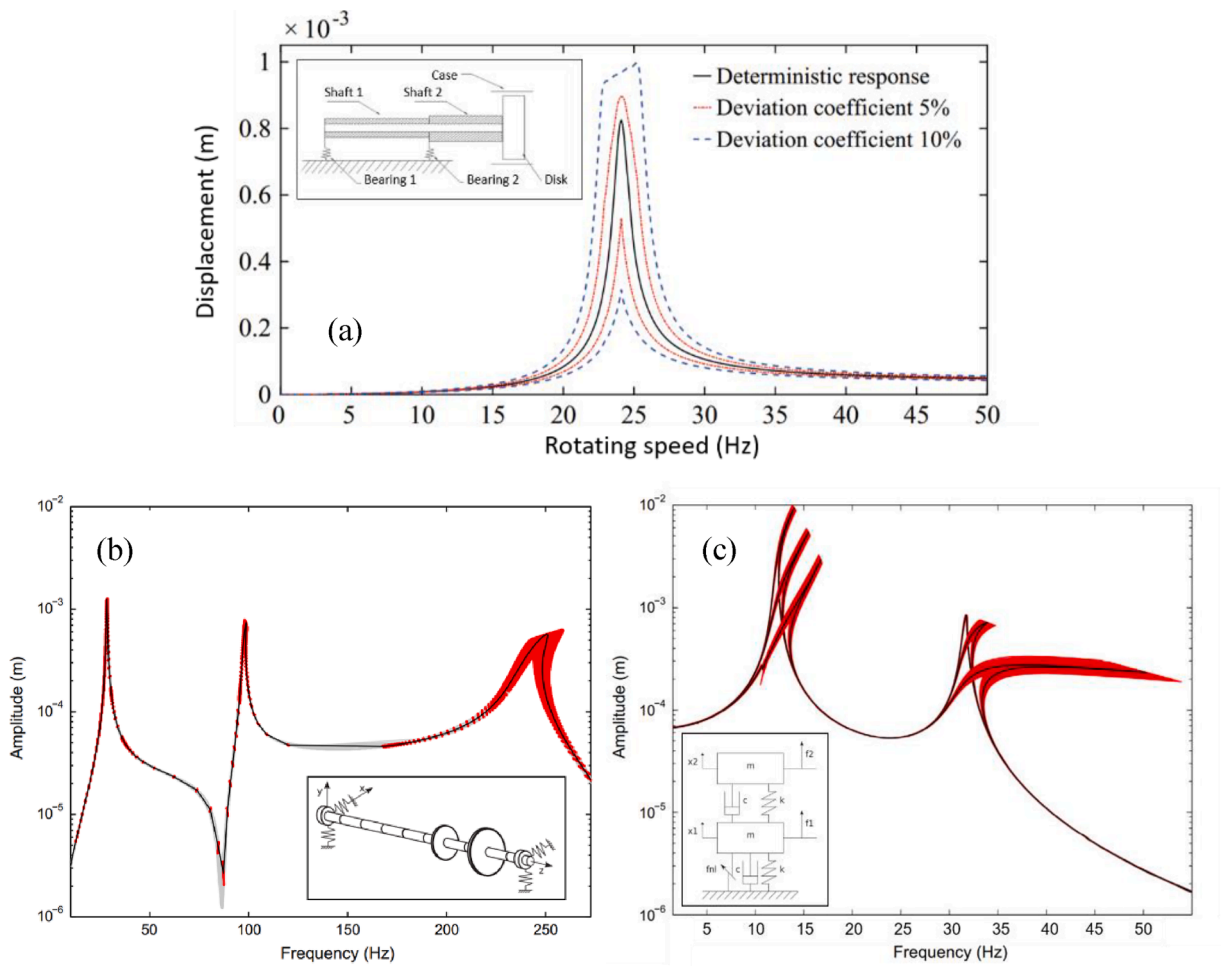 × 10⁻³
1
0.8
0.6
0.4
0.2
0
Displacement (m)
Case
Shaft 1
Shaft 2
Bearing 1
Bearing 2
Disk
Deterministic response
Deviation coefficient 5%
Deviation coefficient 10%
(a)
0 5 10 15 20 25 30 35 40 45 50
Rotating speed (Hz)
10⁻²
10⁻³
10⁻⁴
10⁻⁵
10⁻⁶
Amplitude (m)
(b)
y
x
z
50 100 150 200 250
Frequency (Hz)
10⁻²
10⁻³
10⁻⁴
10⁻⁵
10⁻⁶
Amplitude (m)
(c)
x2
m
f2
c
k
x1
m
f1
fnl
c
k
5 10 15 20 25 30 35 40 45 50
Frequency (Hz)